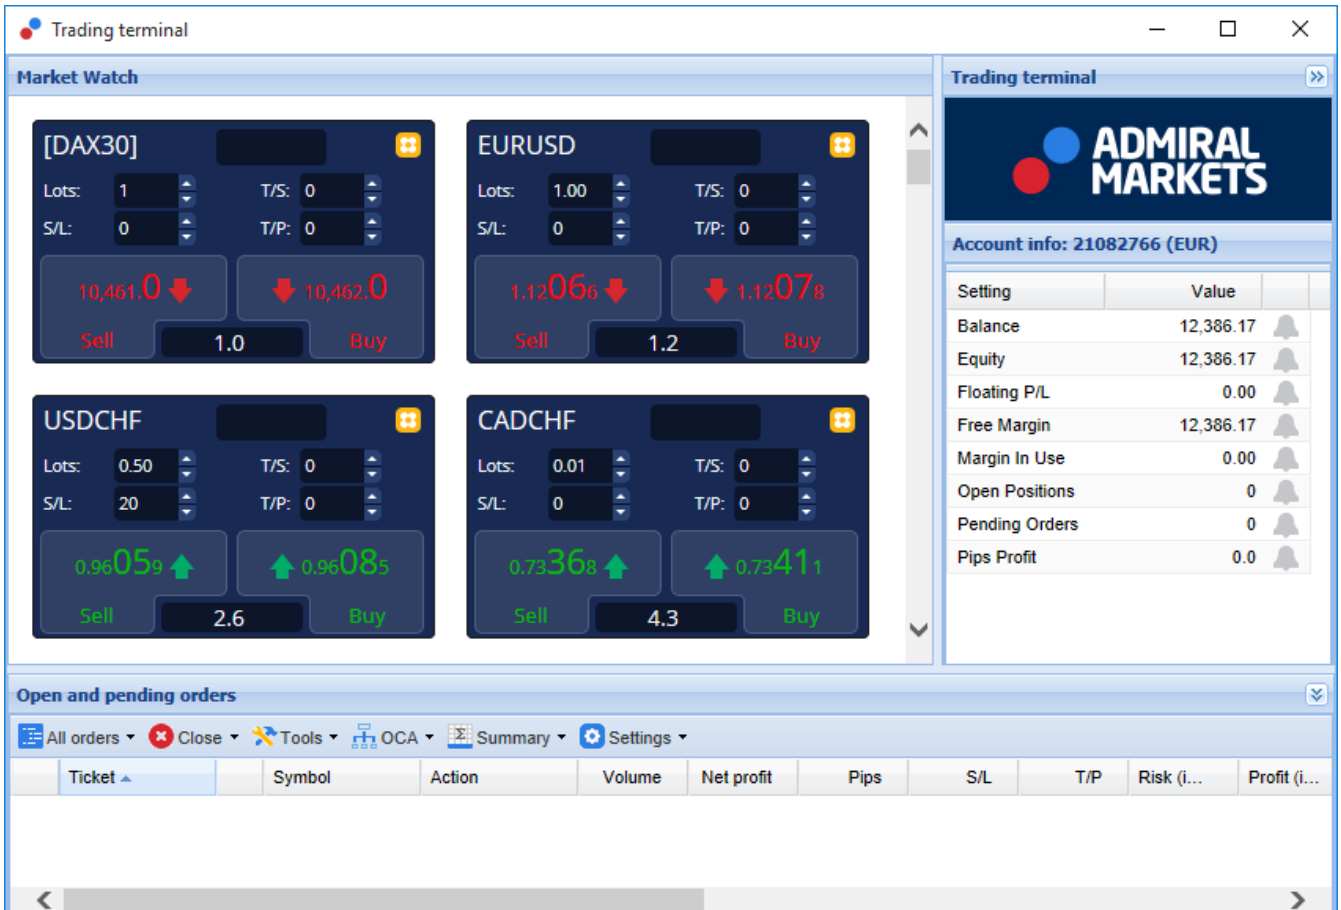 Trading terminal
Market Watch
[DAX30]
Lots: 1 T/S: 0
S/L: 0 T/P: 0
10,461.0 10,462.0
Sell 1.0 Buy
EURUSD
Lots: 1.00 T/S: 0
S/L: 0 T/P: 0
1.12066 1.12078
Sell 1.2 Buy
USDCHF
Lots: 0.50 T/S: 0
S/L: 20 T/P: 0
0.96059 0.96085
Sell 2.6 Buy
CADCHF
Lots: 0.01 T/S: 0
S/L: 0 T/P: 0
0.73368 0.73411
Sell 4.3 Buy
Trading terminal
ADMIRAL
MARKETS
Account info: 21082766 (EUR)
Setting Value
Balance 12,386.17
Equity 12,386.17
Floating P/L 0.00
Free Margin 12,386.17
Margin In Use 0.00
Open Positions 0
Pending Orders 0
Pips Profit 0.0
Open and pending orders
All orders Close Tools OCA Σ Summary Settings
Ticket Symbol Action Volume Net profit Pips S/L T/P Risk (i... Profit (i...